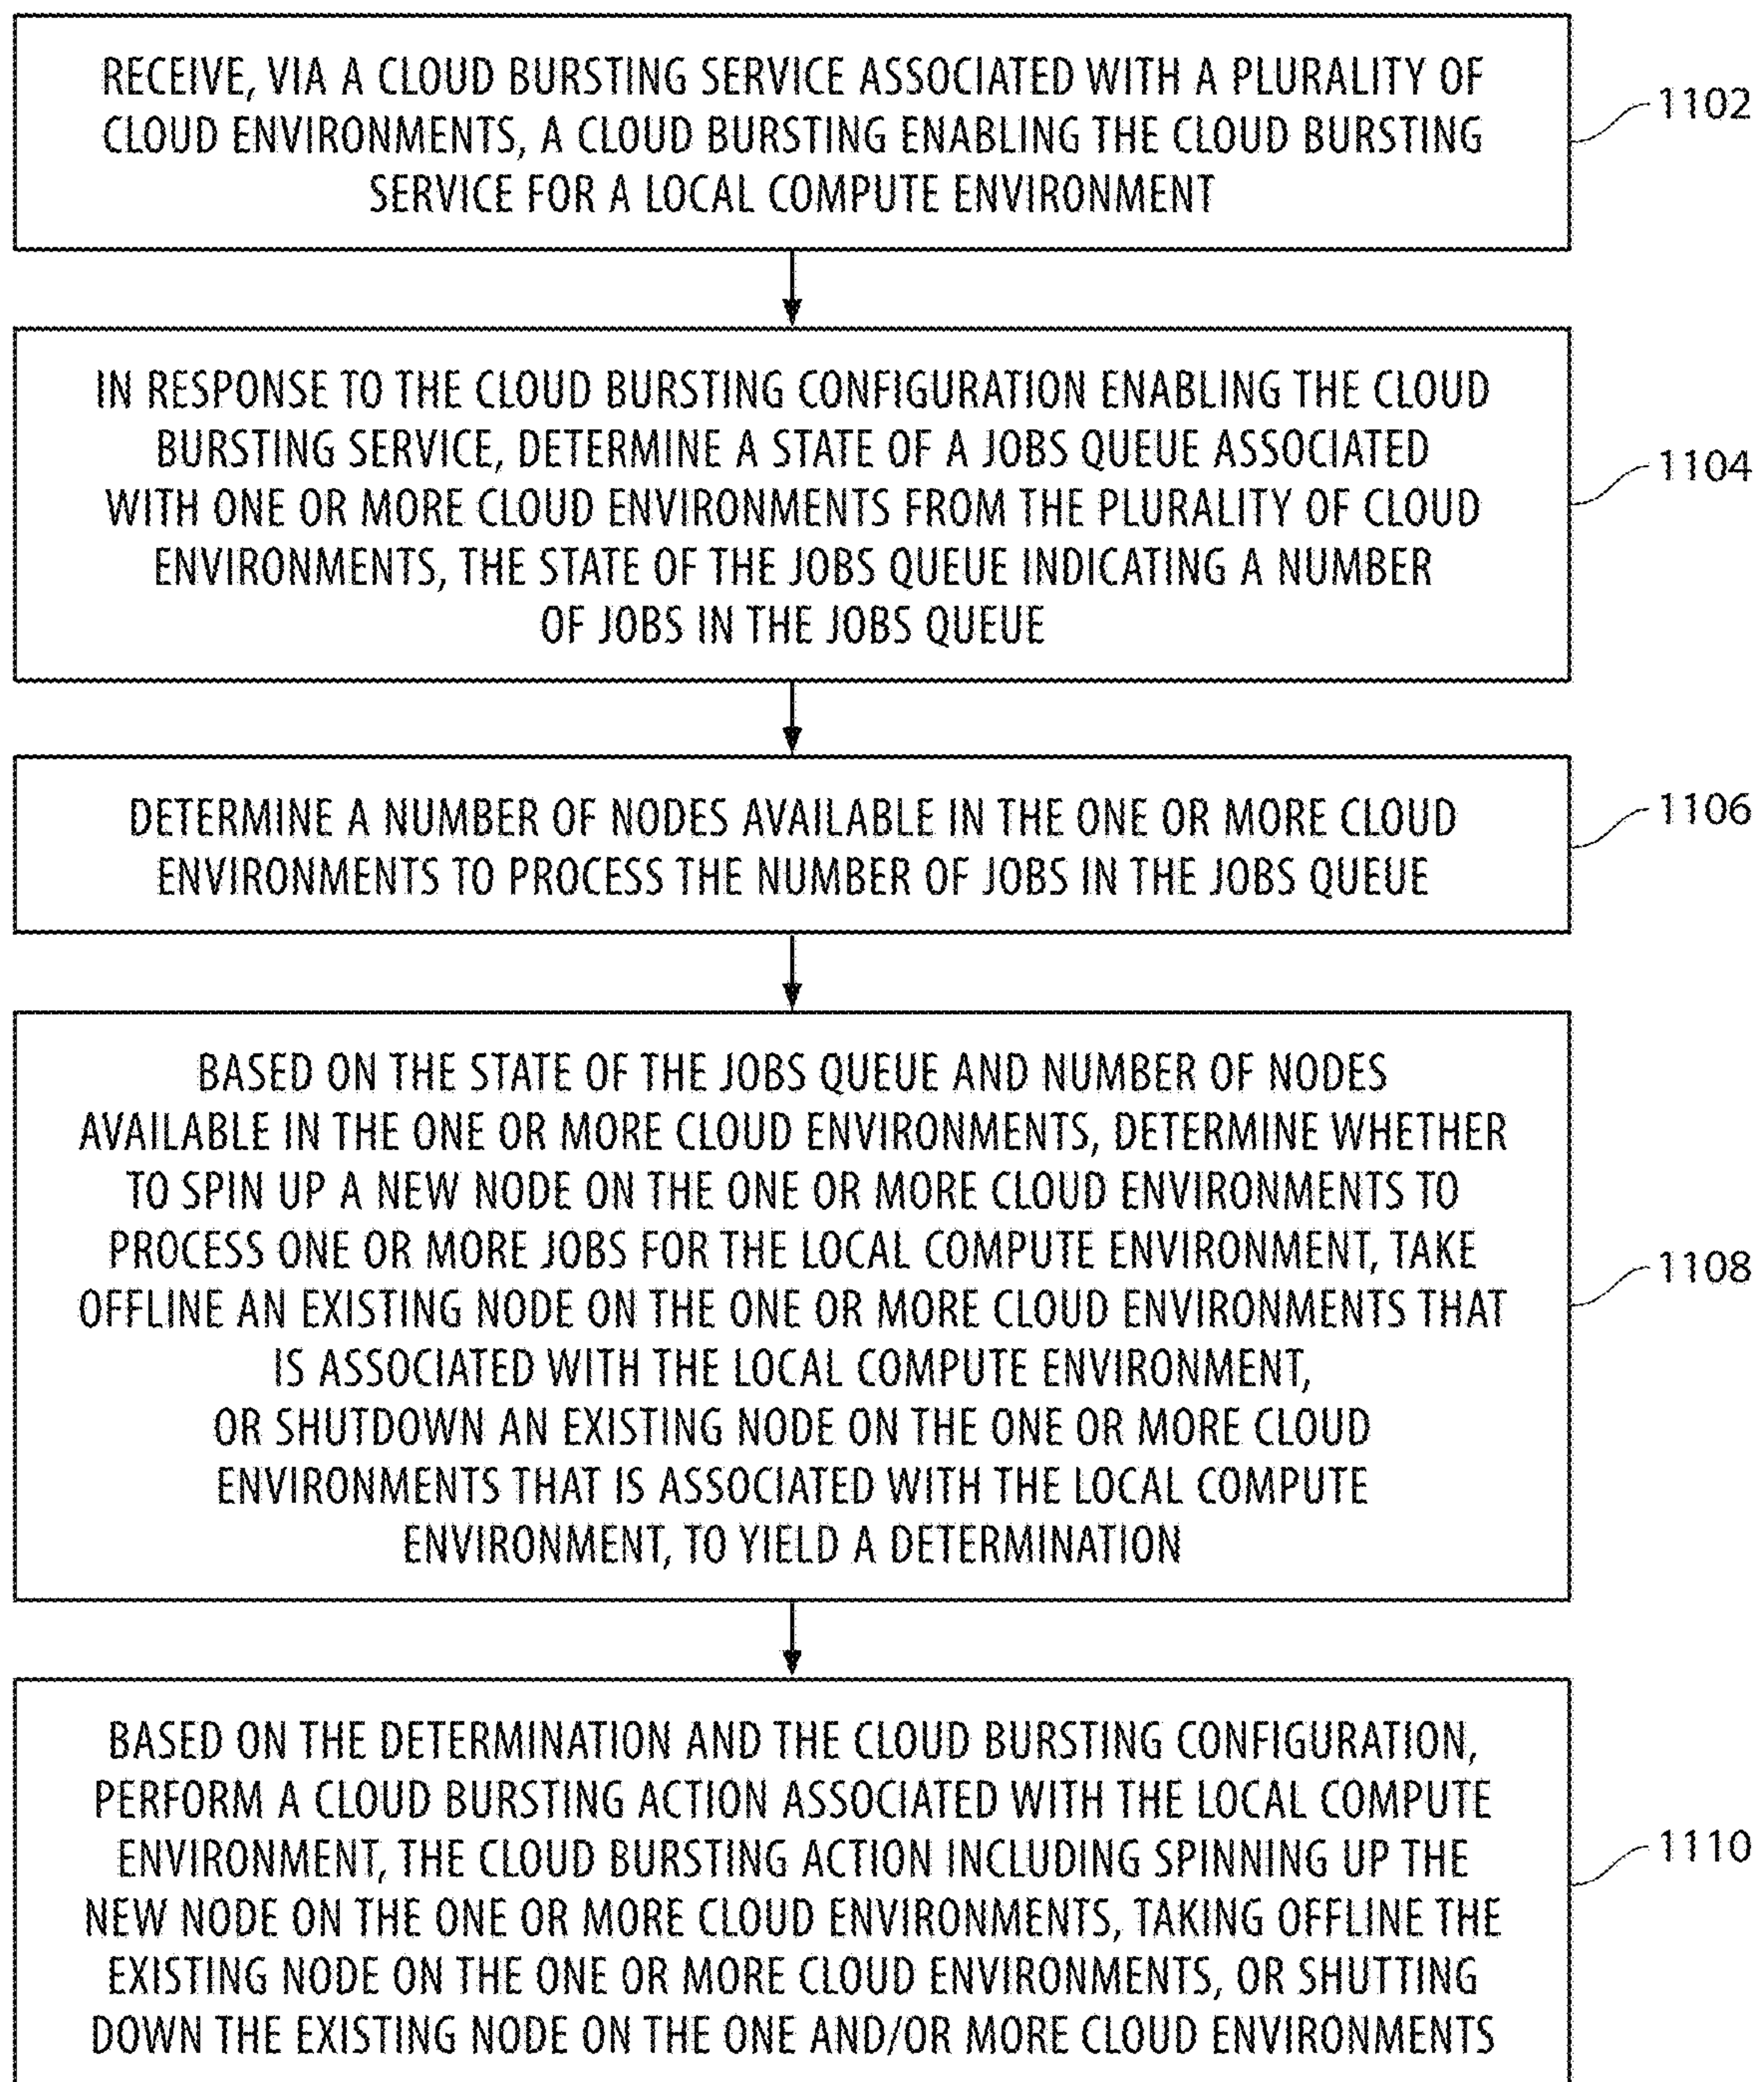 RECEIVE, VIA A CLOUD BURSTING SERVICE ASSOCIATED WITH A PLURALITY OF
CLOUD ENVIRONMENTS, A CLOUD BURSTING ENABLING THE CLOUD BURSTING
SERVICE FOR A LOCAL COMPUTE ENVIRONMENT
1102
IN RESPONSE TO THE CLOUD BURSTING CONFIGURATION ENABLING THE CLOUD
BURSTING SERVICE, DETERMINE A STATE OF A JOBS QUEUE ASSOCIATED
WITH ONE OR MORE CLOUD ENVIRONMENTS FROM THE PLURALITY OF CLOUD
ENVIRONMENTS, THE STATE OF THE JOBS QUEUE INDICATING A NUMBER
OF JOBS IN THE JOBS QUEUE
1104
DETERMINE A NUMBER OF NODES AVAILABLE IN THE ONE OR MORE CLOUD
ENVIRONMENTS TO PROCESS THE NUMBER OF JOBS IN THE JOBS QUEUE
1106
BASED ON THE STATE OF THE JOBS QUEUE AND NUMBER OF NODES
AVAILABLE IN THE ONE OR MORE CLOUD ENVIRONMENTS, DETERMINE WHETHER
TO SPIN UP A NEW NODE ON THE ONE OR MORE CLOUD ENVIRONMENTS TO
PROCESS ONE OR MORE JOBS FOR THE LOCAL COMPUTE ENVIRONMENT, TAKE
OFFLINE AN EXISTING NODE ON THE ONE OR MORE CLOUD ENVIRONMENTS THAT
IS ASSOCIATED WITH THE LOCAL COMPUTE ENVIRONMENT,
OR SHUTDOWN AN EXISTING NODE ON THE ONE OR MORE CLOUD
ENVIRONMENTS THAT IS ASSOCIATED WITH THE LOCAL COMPUTE
ENVIRONMENT, TO YIELD A DETERMINATION
1108
BASED ON THE DETERMINATION AND THE CLOUD BURSTING CONFIGURATION,
PERFORM A CLOUD BURSTING ACTION ASSOCIATED WITH THE LOCAL COMPUTE
ENVIRONMENT, THE CLOUD BURSTING ACTION INCLUDING SPINNING UP THE
NEW NODE ON THE ONE OR MORE CLOUD ENVIRONMENTS, TAKING OFFLINE THE
EXISTING NODE ON THE ONE OR MORE CLOUD ENVIRONMENTS, OR SHUTTING
DOWN THE EXISTING NODE ON THE ONE AND/OR MORE CLOUD ENVIRONMENTS
1110